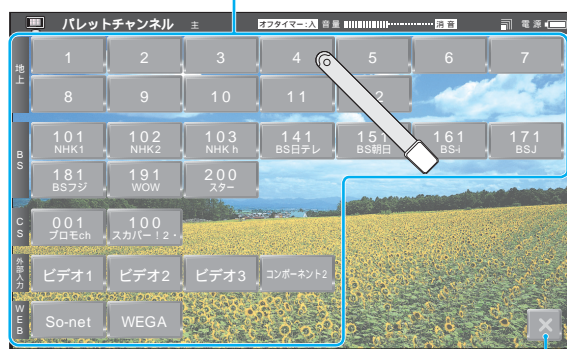 パレットチャンネル 主 オフタイマー:入 音量 消音 電源
地上
1 2 3 4 5 6 7
8 9 10 11 2
BS
101 102 103 141 151 161 171
NHK1 NHK2 NHK h BS日テレ BS朝日 BS-i BSJ
181 191 200
BSフジ WOW スター
CS
001 100
プロモch スカパー!2・
外部入力
ビデオ1 ビデオ2 ビデオ3 コンポーネント2
WEB
So-net WEGA
×